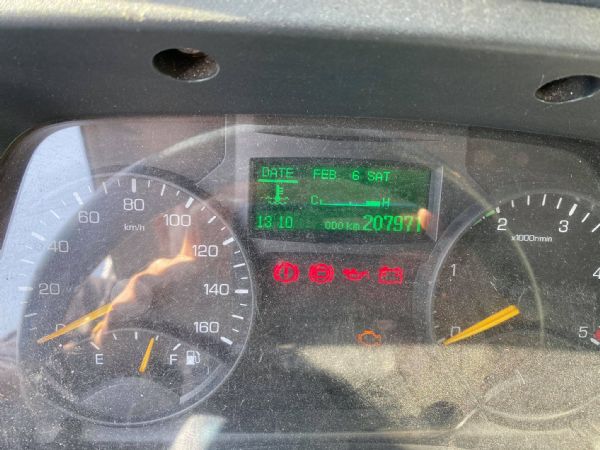 DATE FEB. 6 SAT
C H
13 10 ODO km 207971
0 20 40 60 80 100 120 140 160
km/h
E F
0 1 2 3 4 5
x1000r/min